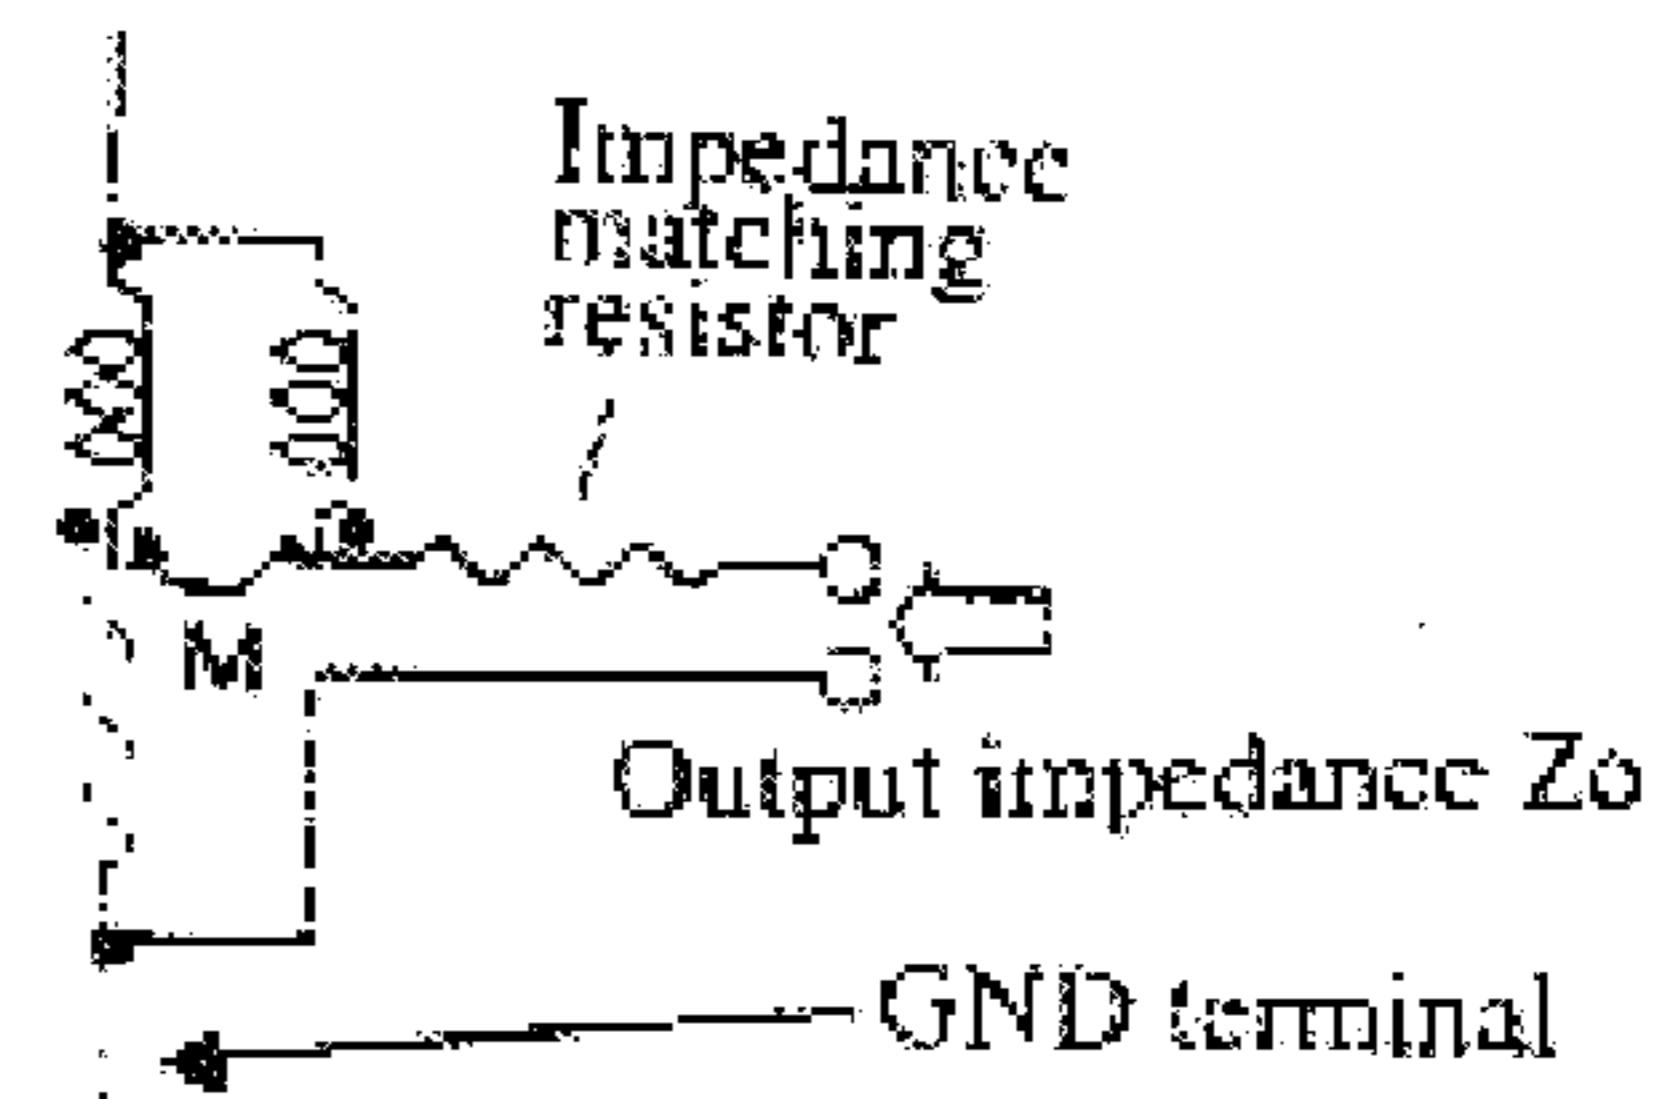 Impedance
matching
resistor
M
Output impedance Zo
GND terminal